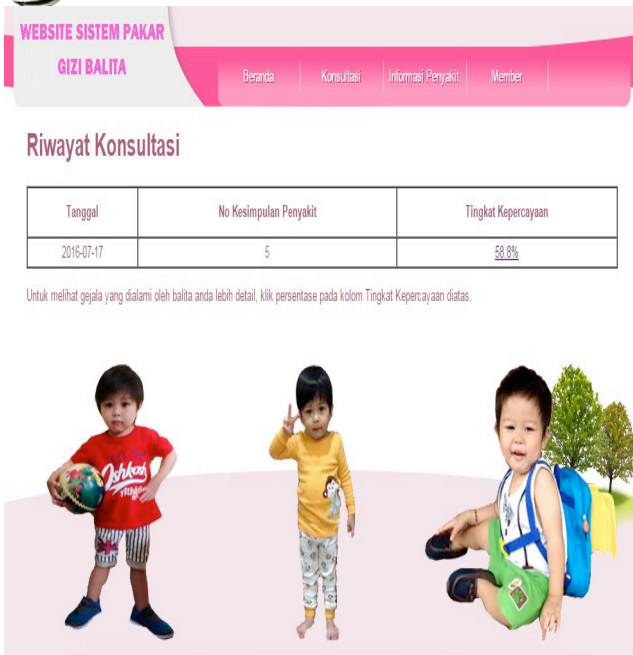 WEBSITE SISTEM PAKAR
GIZI BALITA
Beranda Konsultasi Informasi Penyakit Member
Riwayat Konsultasi
Tanggal No Kesimpulan Penyakit Tingkat Kepercayaan
2016-07-17 5 58.8%
Untuk melihat gejala yang dialami oleh balita anda lebih detail, klik persentase pada kolom Tingkat Kepercayaan diatas.